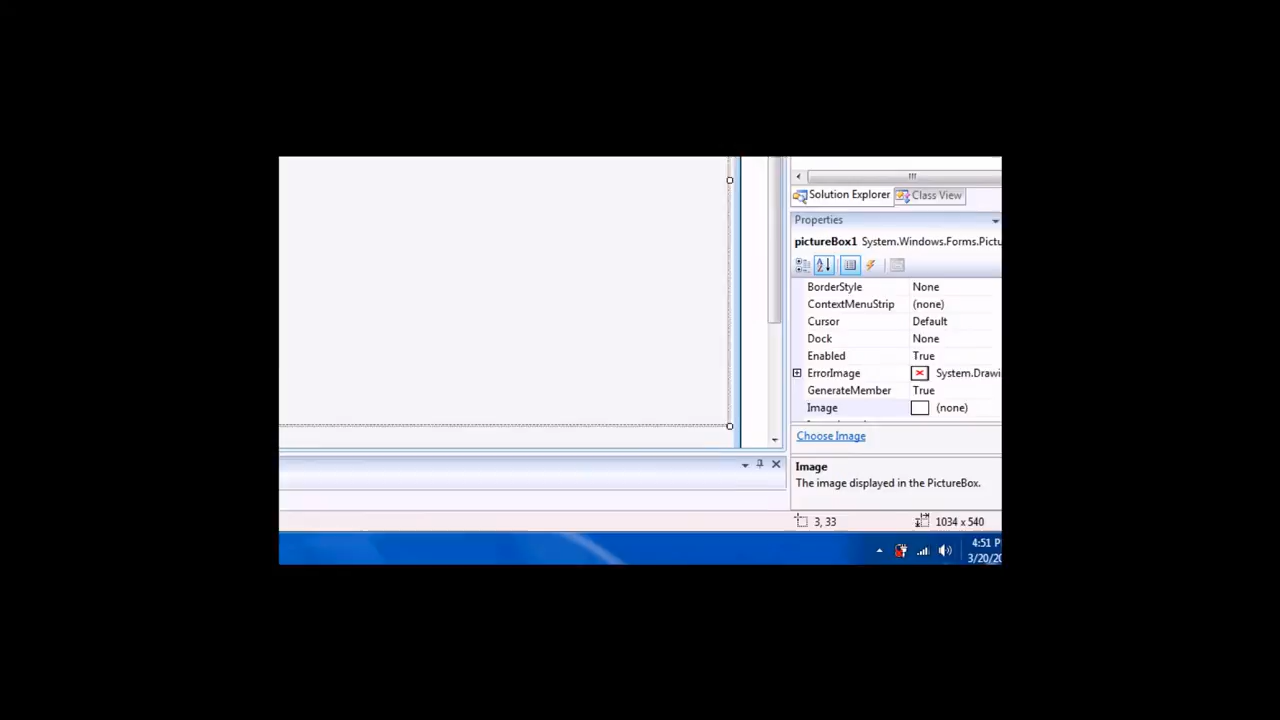 Solution Explorer Class View
Properties
pictureBox1 System.Windows.Forms.Pictu
BorderStyle None
ContextMenuStrip (none)
Cursor Default
Dock None
Enabled True
ErrorImage System.Drawi
GenerateMember True
Image (none)
Choose Image
Image
The image displayed in the PictureBox.
3, 33 1034 x 540
4:51 P
3/20/20